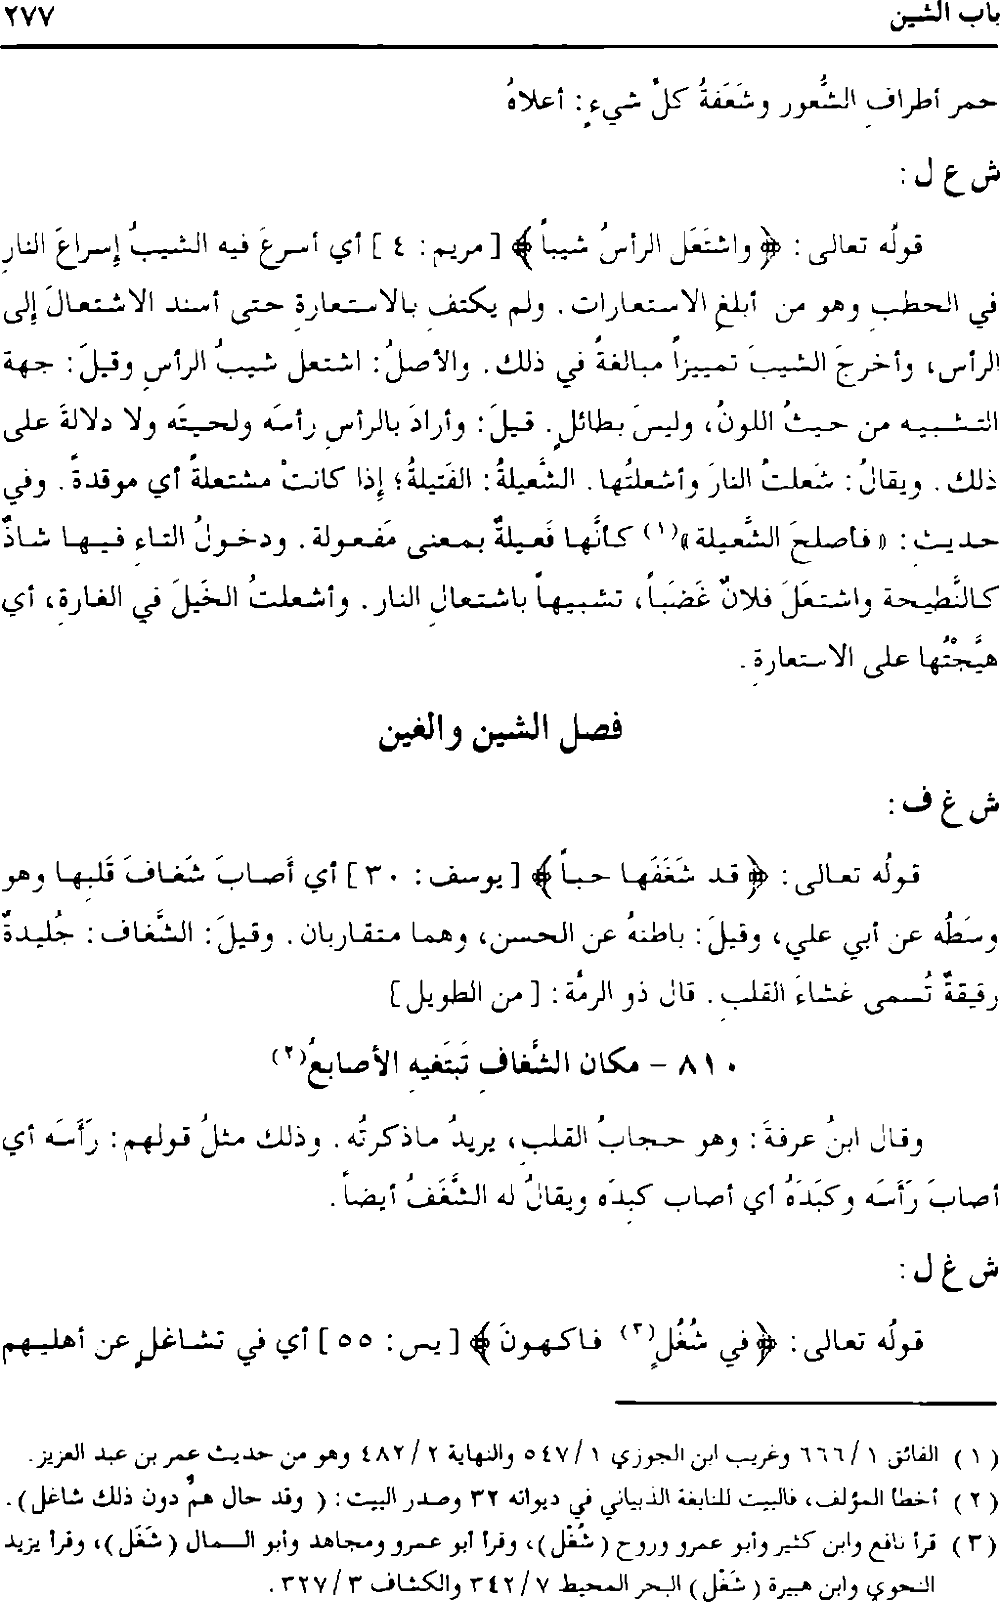 باب الشين ٢٧٧
حمر أطرافِ الشُّعور وشَعَفةُ كلِّ شيءٍ: أعلاهُ
ش ع ل:
قولُه تعالى: ﴿واشتَعَل الرأسُ شيباً﴾ [مريم: ٤] أي أسرعَ فيه الشيبُ إسراعَ النارِ
في الحطبِ وهو من أبلغِ الاستعارات. ولم يكتفِ بالاستعارةِ حتى أسند الاشتعالَ إلى
الرأس، وأخرجَ الشيبَ تمييزاً مبالغةً في ذلك. والأصلُ: اشتعل شيبُ الرأسِ وقيلَ: جهة
التشبيه من حيثُ اللونُ، وليسَ بطائلٍ. قيلَ: وأرادَ بالرأسِ رأسَه ولحيتَه ولا دلالةَ على
ذلك. ويقالُ: شَعلتُ النارَ وأشعلتُها. الشَّعيلةُ: الفَتيلةُ؛ إذا كانتْ مشتعلةً أي موقدةً. وفي
حديث: «فأصلحَ الشَّعيلة»(١) كأنَّها فَعيلةٌ بمعنى مَفعولة. ودخولُ التاءِ فيها شاذٌ
كالنَّطيحة واشتعَلَ فلانٌ غَضَباً، تشبيهاً باشتعالِ النار. وأشعلتُ الخَيلَ في الغارةِ، أي
هيَّجْتُها على الاستعارةِ.
فصل الشين والغين
ش غ ف:
قولُه تعالى: ﴿قد شَغَفَها حباً﴾ [يوسف: ٣٠] أي أَصابَ شَغافَ قَلبِها وهو
وسَطُه عن أبي علي، وقيلَ: باطنهُ عن الحسن، وهما متقاربان. وقيلَ: الشَّغاف: جُليدةٌ
رقيقةٌ تُسمى غشاءَ القلبِ. قال ذو الرمَّة: [من الطويل]
٨١٠ - مكان الشَّغافِ تَبتَغيهِ الأصابعُ(٢)
وقال ابنُ عرفةَ: وهو حجابُ القلبِ، يريدُ ماذكرتُه. وذلك مثلُ قولهم: رَأَسَه أي
أصابَ رَأَسَه وكَبَدَهُ أي أصاب كبِدَه ويقالُ له الشَّغَفُ أيضاً.
ش غ ل:
قولُه تعالى: ﴿في شُغُلٍ(٣) فاكهونَ﴾ [يس: ٥٥] أي في تشاغلٍ عن أهليهم
(١) الفائق ٦٦٦/١ وغريب ابن الجوزي ٥٤٧/١ والنهاية ٤٨٢/٢ وهو من حديث عمر بن عبد العزيز.
(٢) أخطأ المؤلف، فالبيت للنابغة الذبياني في ديوانه ٣٢ وصدر البيت: (وقد حال همٌّ دون ذلك شاغل).
(٣) قرأ نافع وابن كثير وأبو عمرو وروح (شُغْل)، وقرأ أبو عمرو ومجاهد وأبو السمال (شَغَل)، وقرأ يزيد
النحوي وابن هبيرة (شَغْل) البحر المحيط ٣٤٢/٧ والكشاف ٣٢٧/٣.